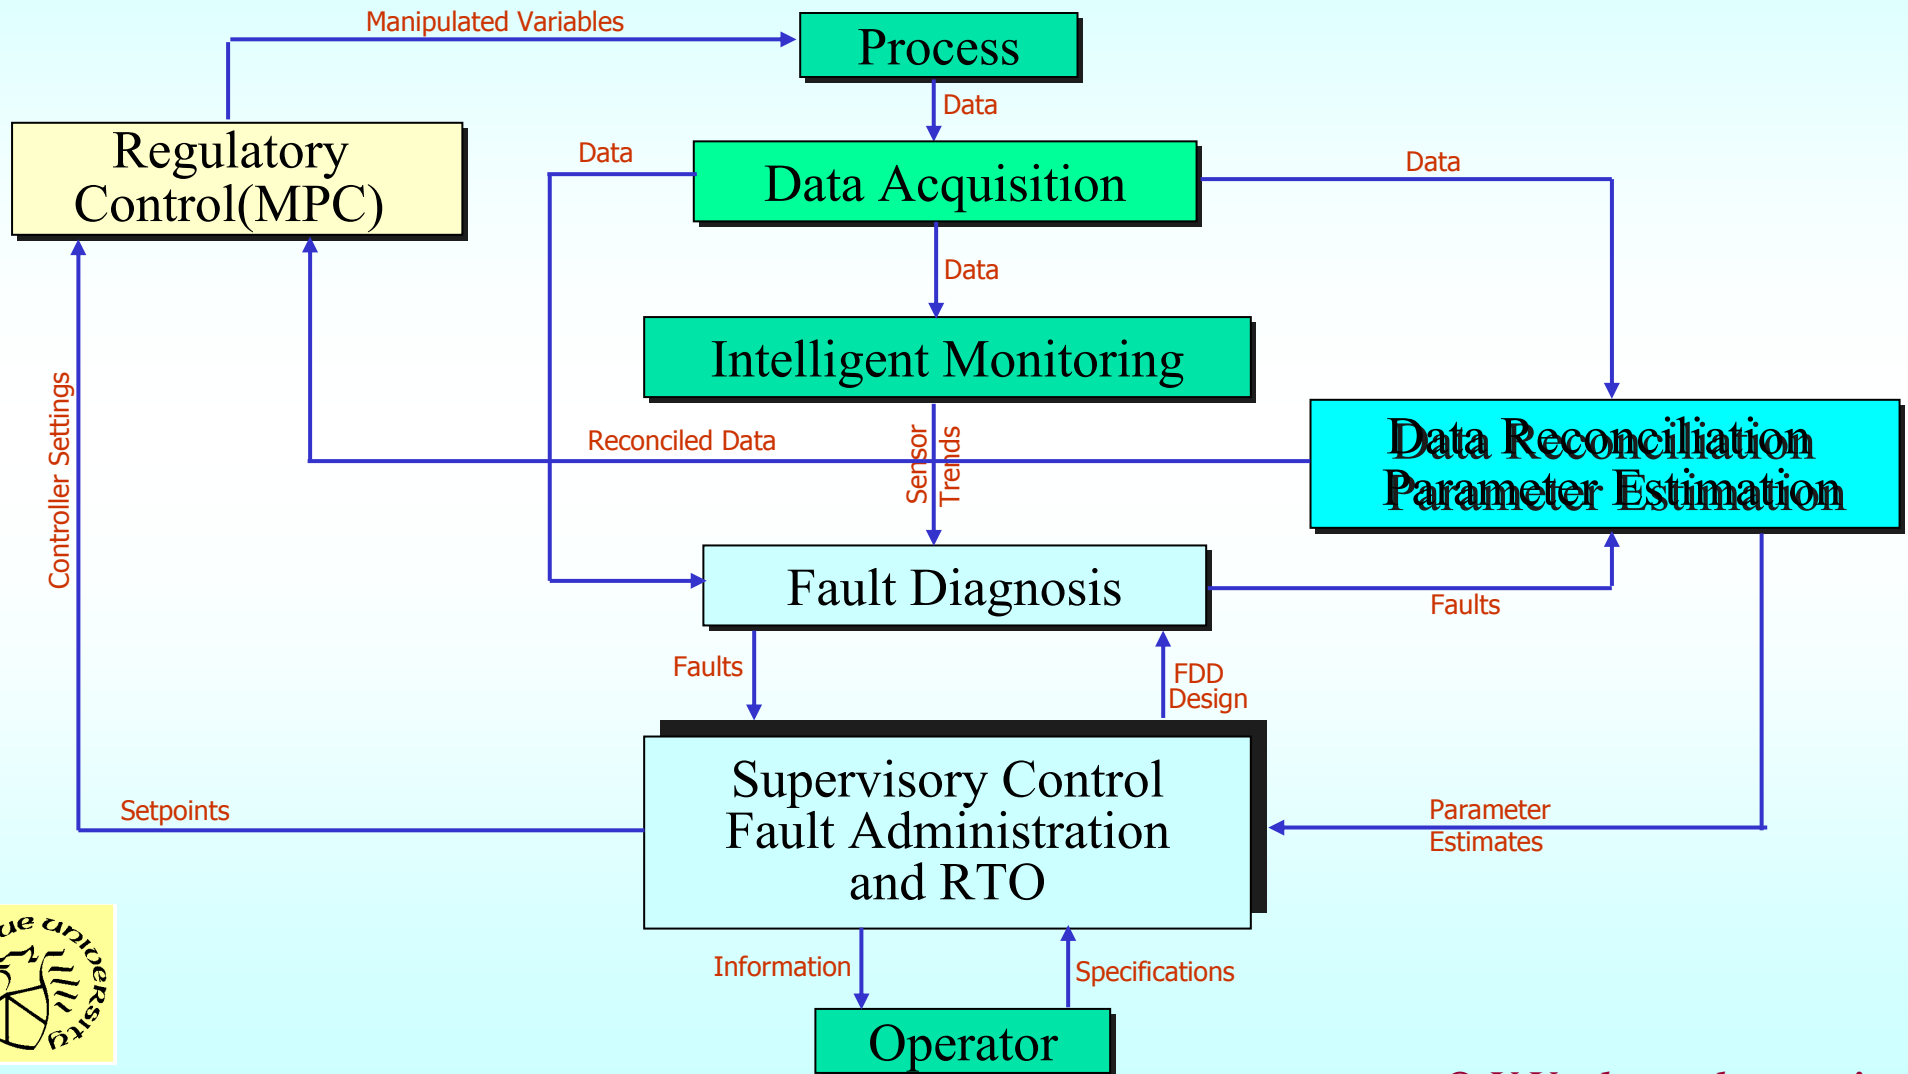 Manipulated Variables
Process
Data
Regulatory
Control(MPC)
Data
Data Acquisition
Data
Data
Intelligent Monitoring
Controller Settings
Reconciled Data
Sensor
Trends
Data Reconciliation
Parameter Estimation
Fault Diagnosis
Faults
Faults
FDD
Design
Supervisory Control
Fault Administration
and RTO
Setpoints
Parameter
Estimates
Information
Specifications
Operator
University